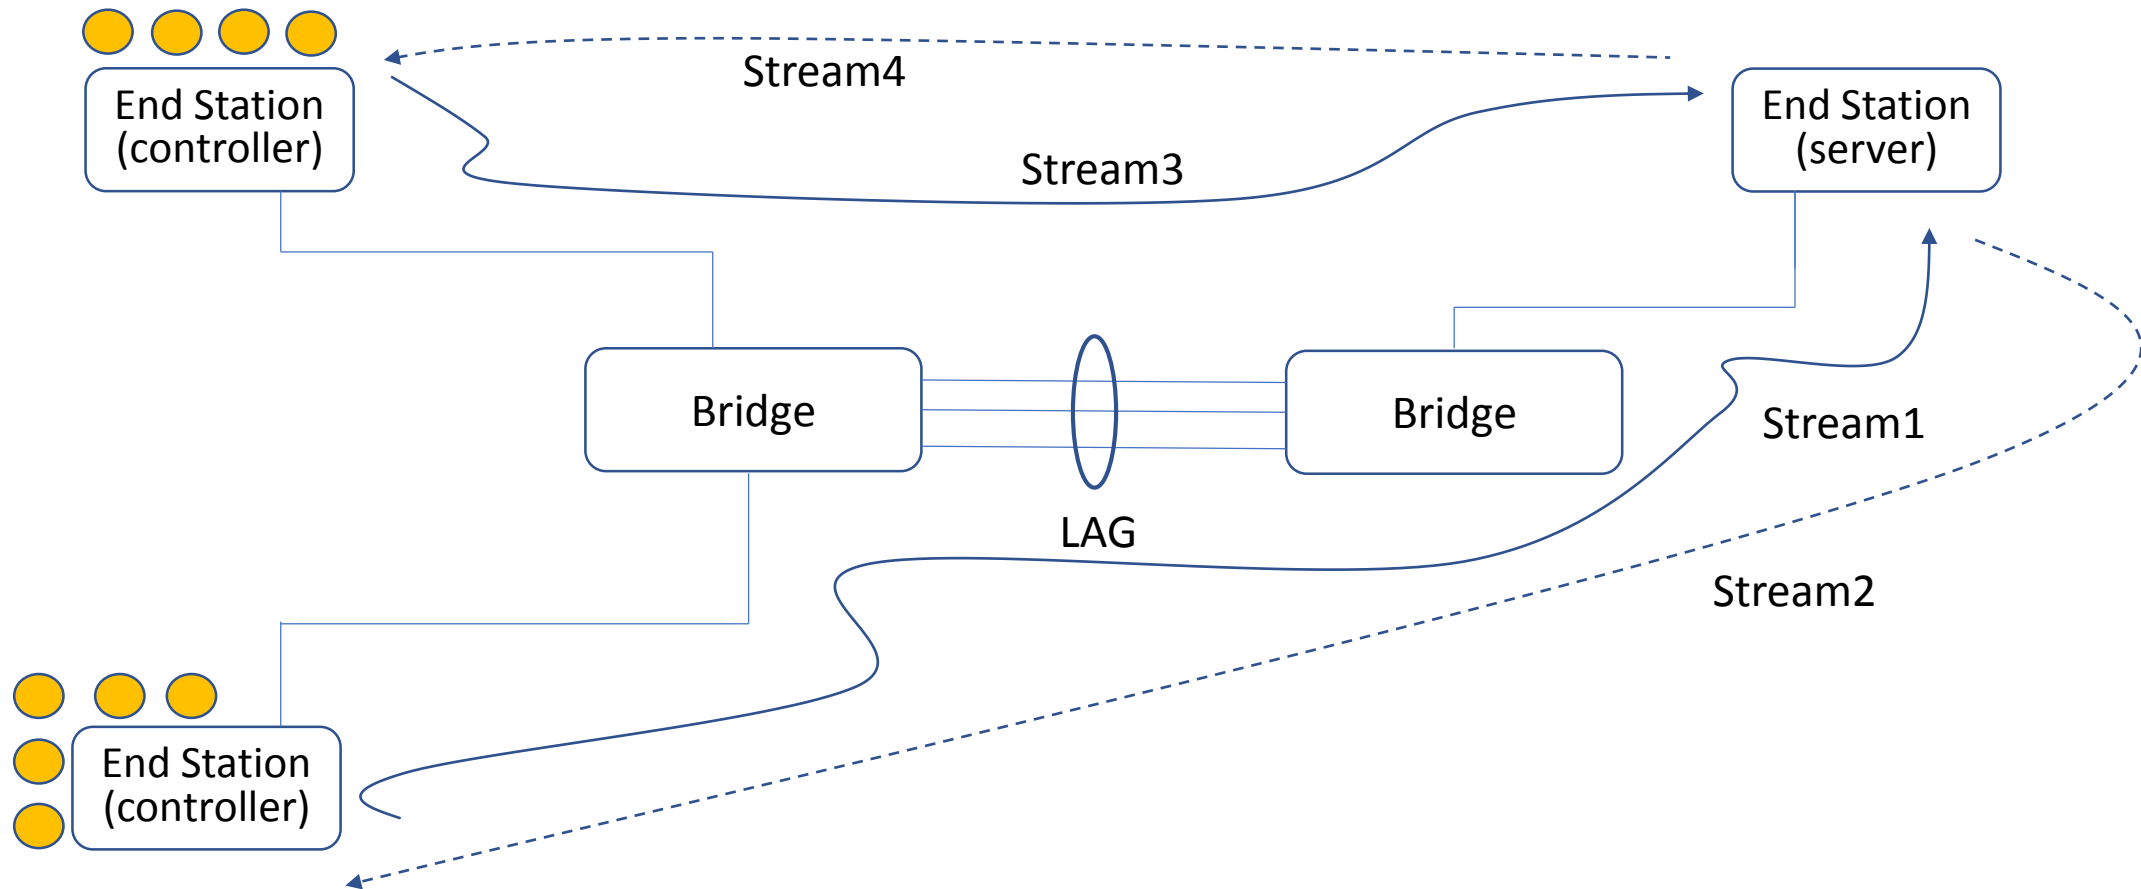 Stream4
End Station
(controller)
End Station
(server)
Stream3
Bridge
Bridge
Stream1
LAG
Stream2
End Station
(controller)